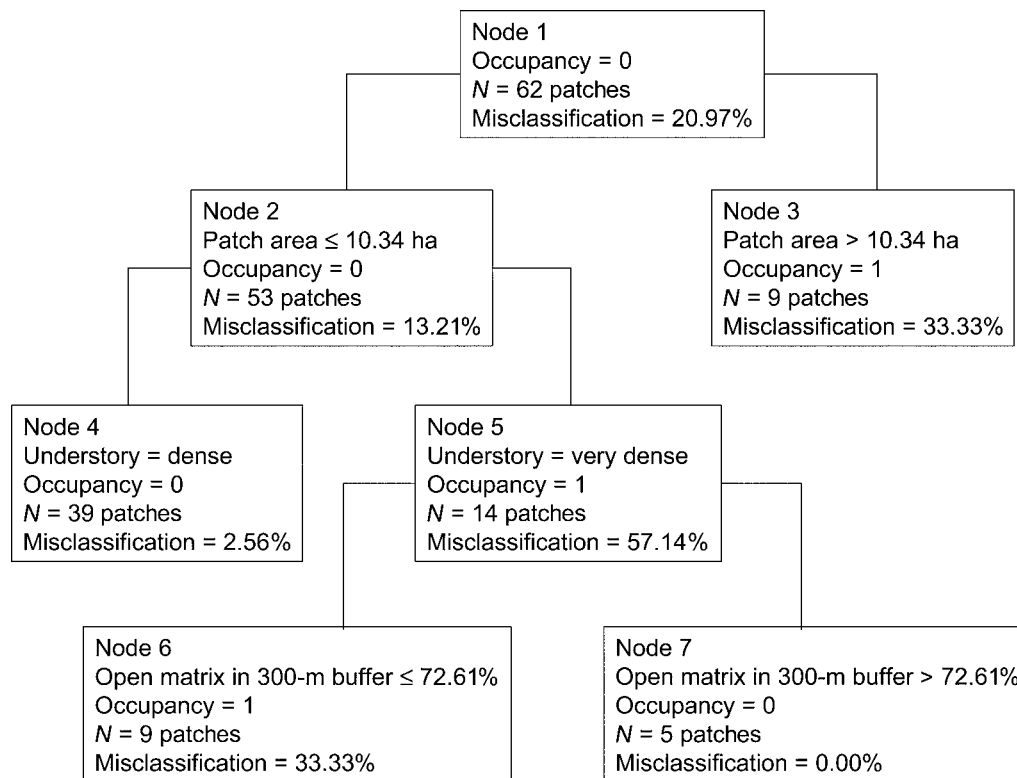 Node 1
Occupancy = 0
N = 62 patches
Misclassification = 20.97%
Node 2
Patch area ≤ 10.34 ha
Occupancy = 0
N = 53 patches
Misclassification = 13.21%
Node 3
Patch area > 10.34 ha
Occupancy = 1
N = 9 patches
Misclassification = 33.33%
Node 4
Understory = dense
Occupancy = 0
N = 39 patches
Misclassification = 2.56%
Node 5
Understory = very dense
Occupancy = 1
N = 14 patches
Misclassification = 57.14%
Node 6
Open matrix in 300-m buffer ≤ 72.61%
Occupancy = 1
N = 9 patches
Misclassification = 33.33%
Node 7
Open matrix in 300-m buffer > 72.61%
Occupancy = 0
N = 5 patches
Misclassification = 0.00%